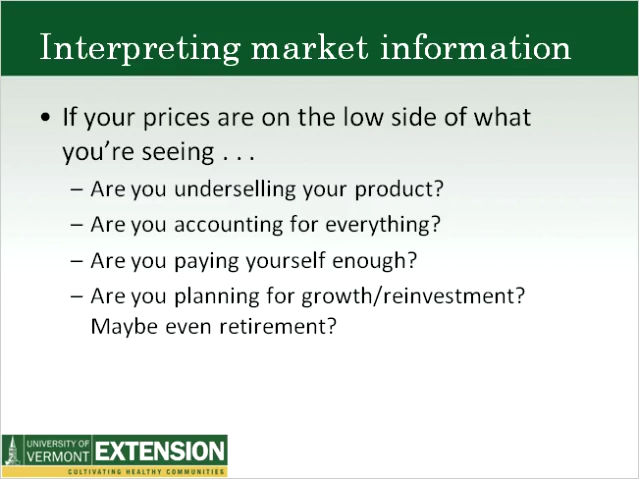 Interpreting market information
• If your prices are on the low side of what
you're seeing . . .
– Are you underselling your product?
– Are you accounting for everything?
– Are you paying yourself enough?
– Are you planning for growth/reinvestment?
Maybe even retirement?
UNIVERSITY OF
VERMONT
EXTENSION
CULTIVATING HEALTHY COMMUNITIES